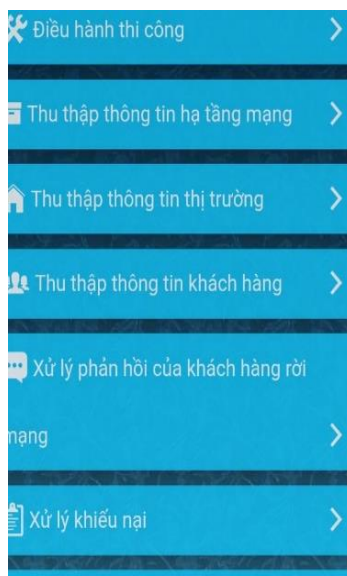 Điều hành thi công
Thu thập thông tin hạ tầng mạng
Thu thập thông tin thị trường
Thu thập thông tin khách hàng
Xử lý phản hồi của khách hàng rời
mạng
Xử lý khiếu nại